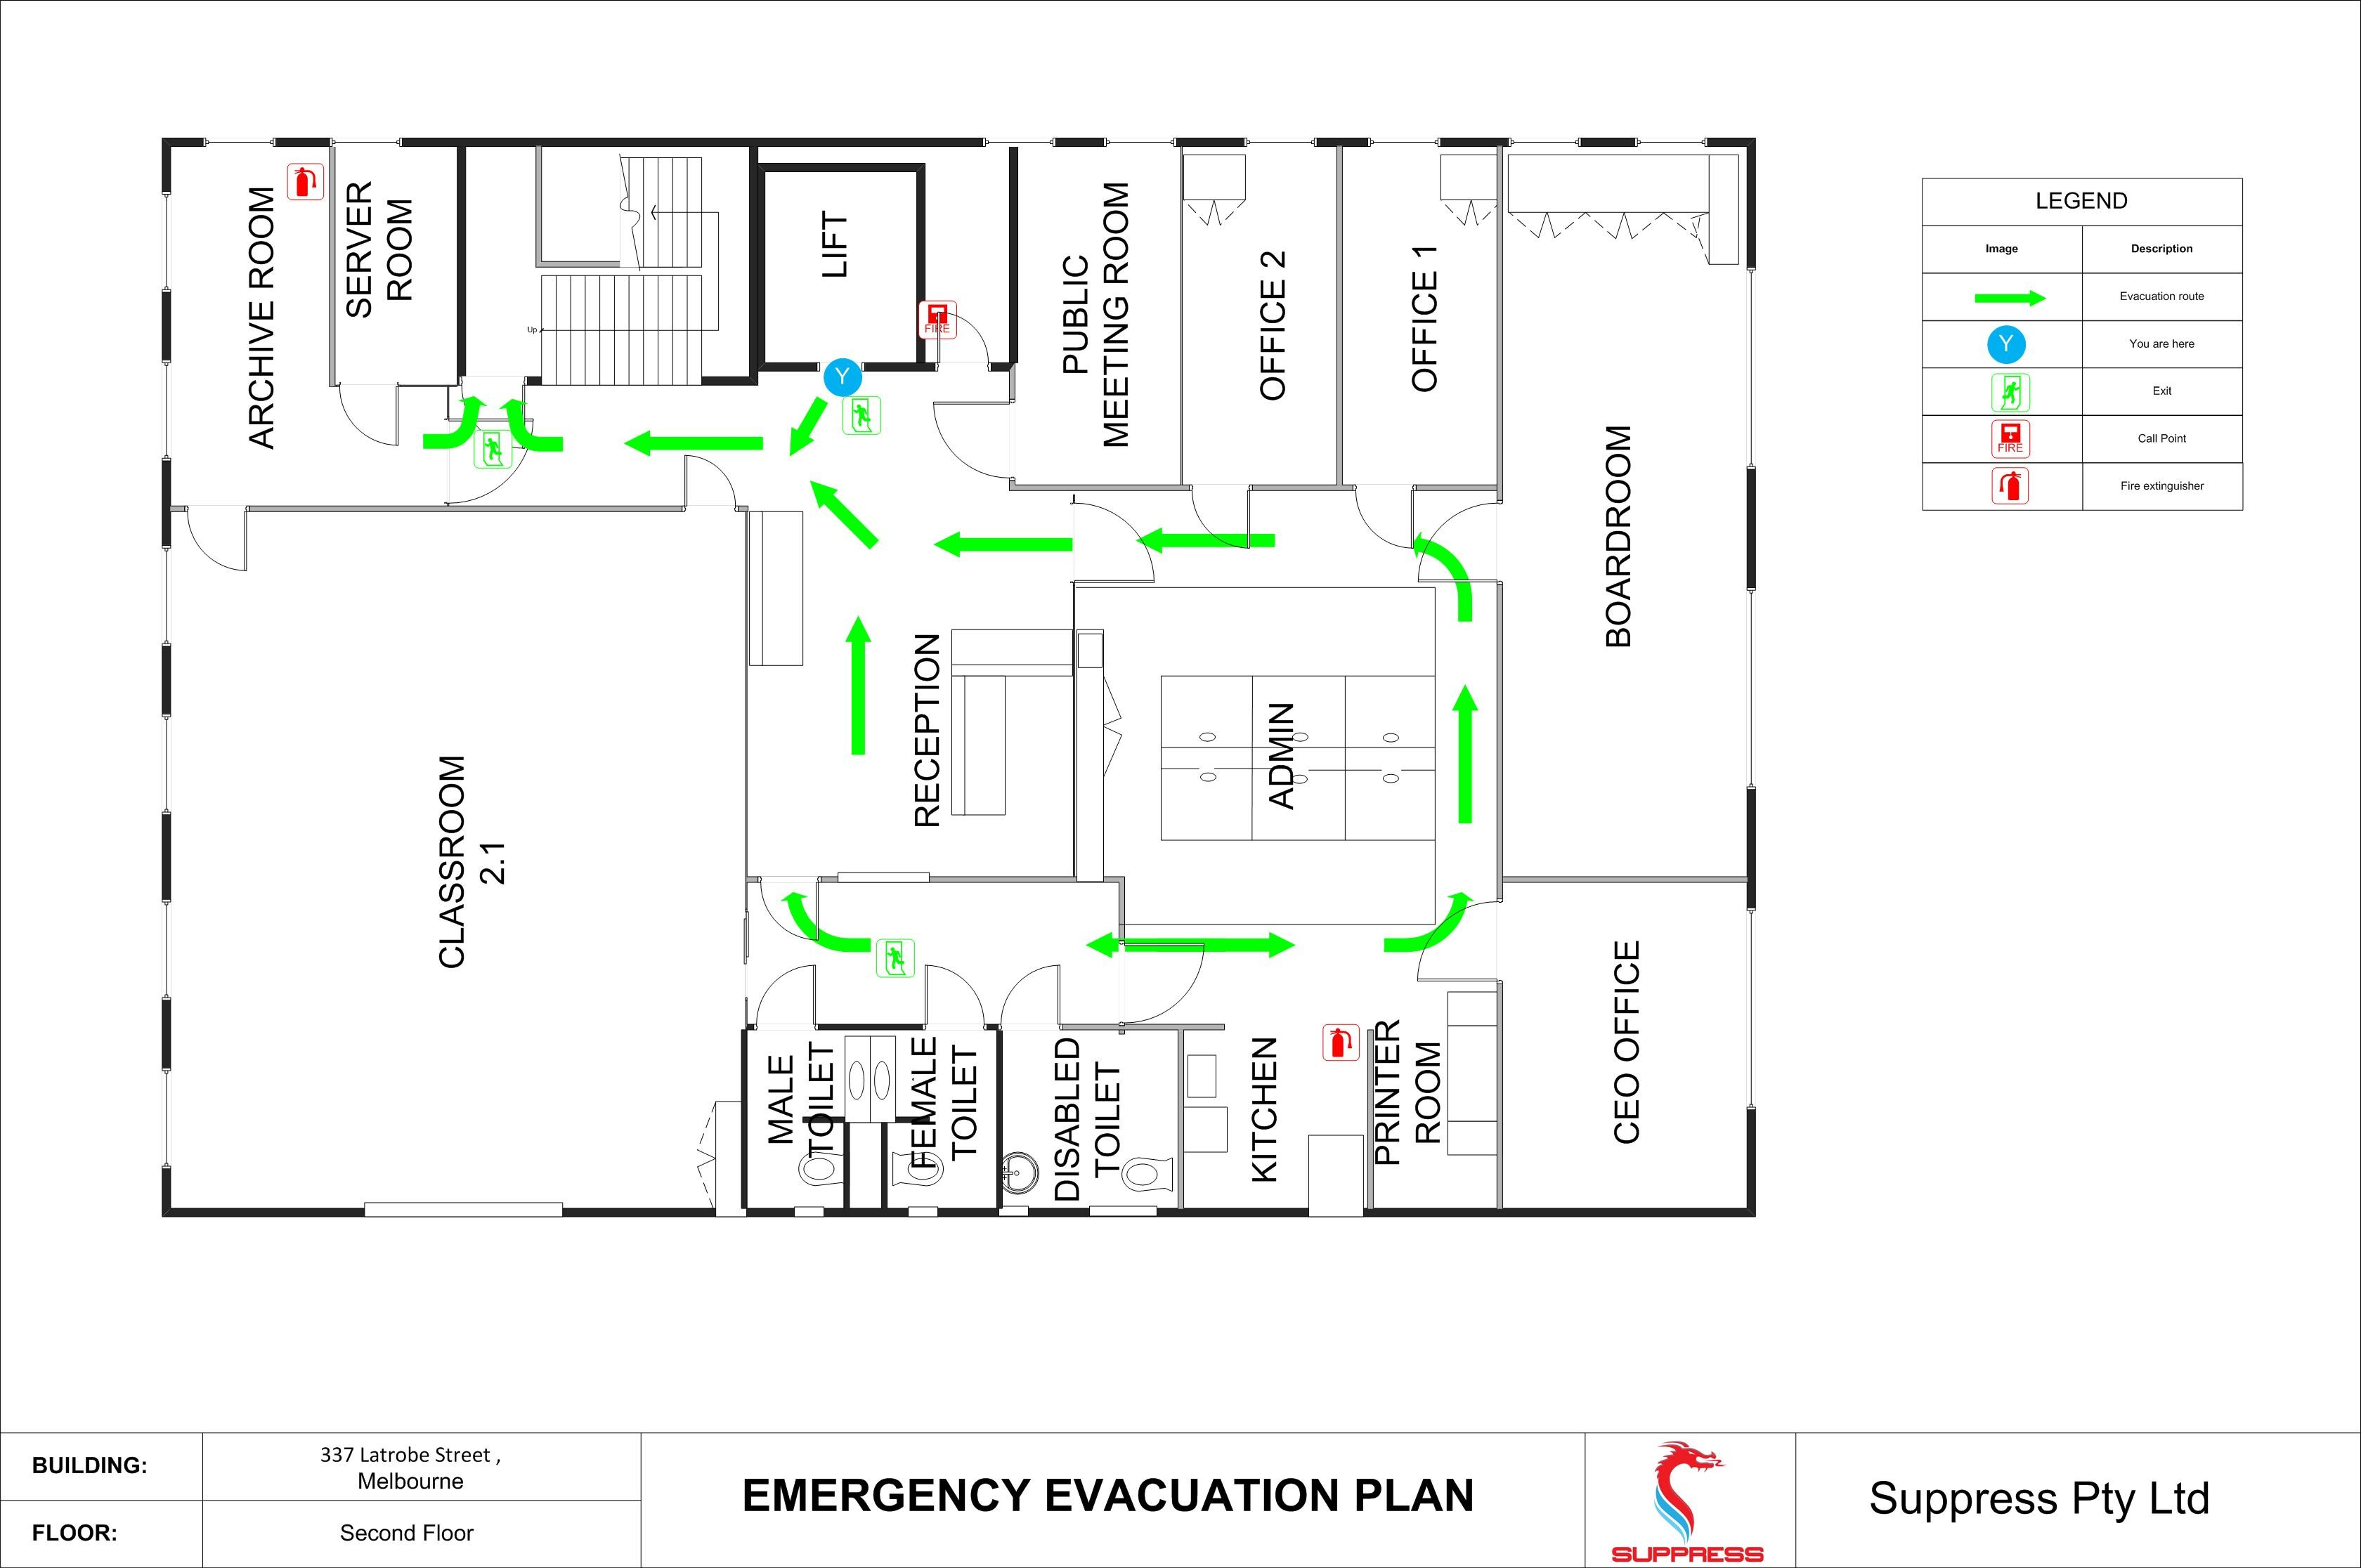 ARCHIVE ROOM
SERVER
ROOM
Up
LIFT
FIRE
Y
PUBLIC
MEETING ROOM
OFFICE 2
OFFICE 1
BOARDROOM
CLASSROOM
2.1
RECEPTION
ADMIN
MALE
TOILET
FEMALE
TOILET
DISABLED
TOILET
KITCHEN
PRINTER
ROOM
CEO OFFICE
LEGEND
Image
Description
Evacuation route
Y
You are here
Exit
FIRE
Call Point
Fire extinguisher
BUILDING:
337 Latrobe Street ,
Melbourne
FLOOR:
Second Floor
EMERGENCY EVACUATION PLAN
SUPPRESS
Suppress Pty Ltd